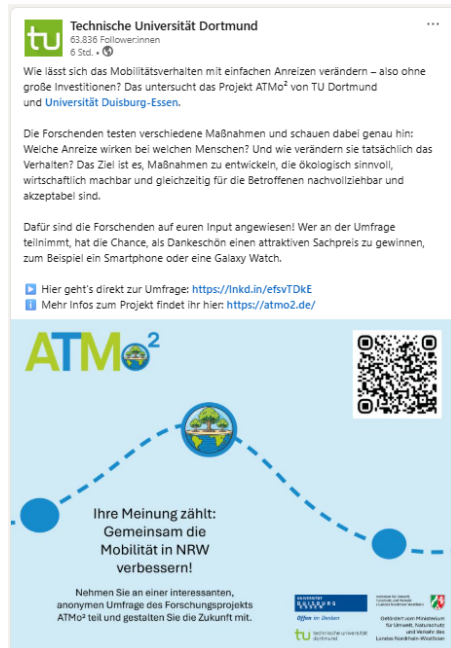 Technische Universität Dortmund
63.836 Follower:innen
6 Std. •
Wie lässt sich das Mobilitätsverhalten mit einfachen Anreizen verändern – also ohne
große Investitionen? Das untersucht das Projekt ATMo² von TU Dortmund
und Universität Duisburg-Essen.
Die Forschenden testen verschiedene Maßnahmen und schauen dabei genau hin:
Welche Anreize wirken bei welchen Menschen? Und wie verändern sie tatsächlich das
Verhalten? Das Ziel ist es, Maßnahmen zu entwickeln, die ökologisch sinnvoll,
wirtschaftlich machbar und gleichzeitig für die Betroffenen nachvollziehbar und
akzeptabel sind.
Dafür sind die Forschenden auf euren Input angewiesen! Wer an der Umfrage
teilnimmt, hat die Chance, als Dankeschön einen attraktiven Sachpreis zu gewinnen,
zum Beispiel ein Smartphone oder eine Galaxy Watch.
Hier geht's direkt zur Umfrage: https://lnkd.in/efsvTDkE
Mehr Infos zum Projekt findet ihr hier: https://atmo2.de/
ATMo²
Ihre Meinung zählt:
Gemeinsam die
Mobilität in NRW
verbessern!
Nehmen Sie an einer interessanten,
anonymen Umfrage des Forschungsprojekts
ATMo² teil und gestalten Sie die Zukunft mit.
UNIVERSITÄT
DUISBURG
ESSEN
Offen im Denken
tu technische universität
dortmund
Gefördert vom Ministerium
für Umwelt, Naturschutz
und Verkehr des
Landes Nordrhein-Westfalen